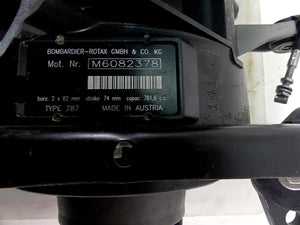 BOMBARDIER-ROTAX GMBH & CO. KG
Mot. Nr. M6082378
bore: 2 x 82 mm stroke: 74 mm capac: 781,6 c.c.
TYPE 787 MADE IN AUSTRIA